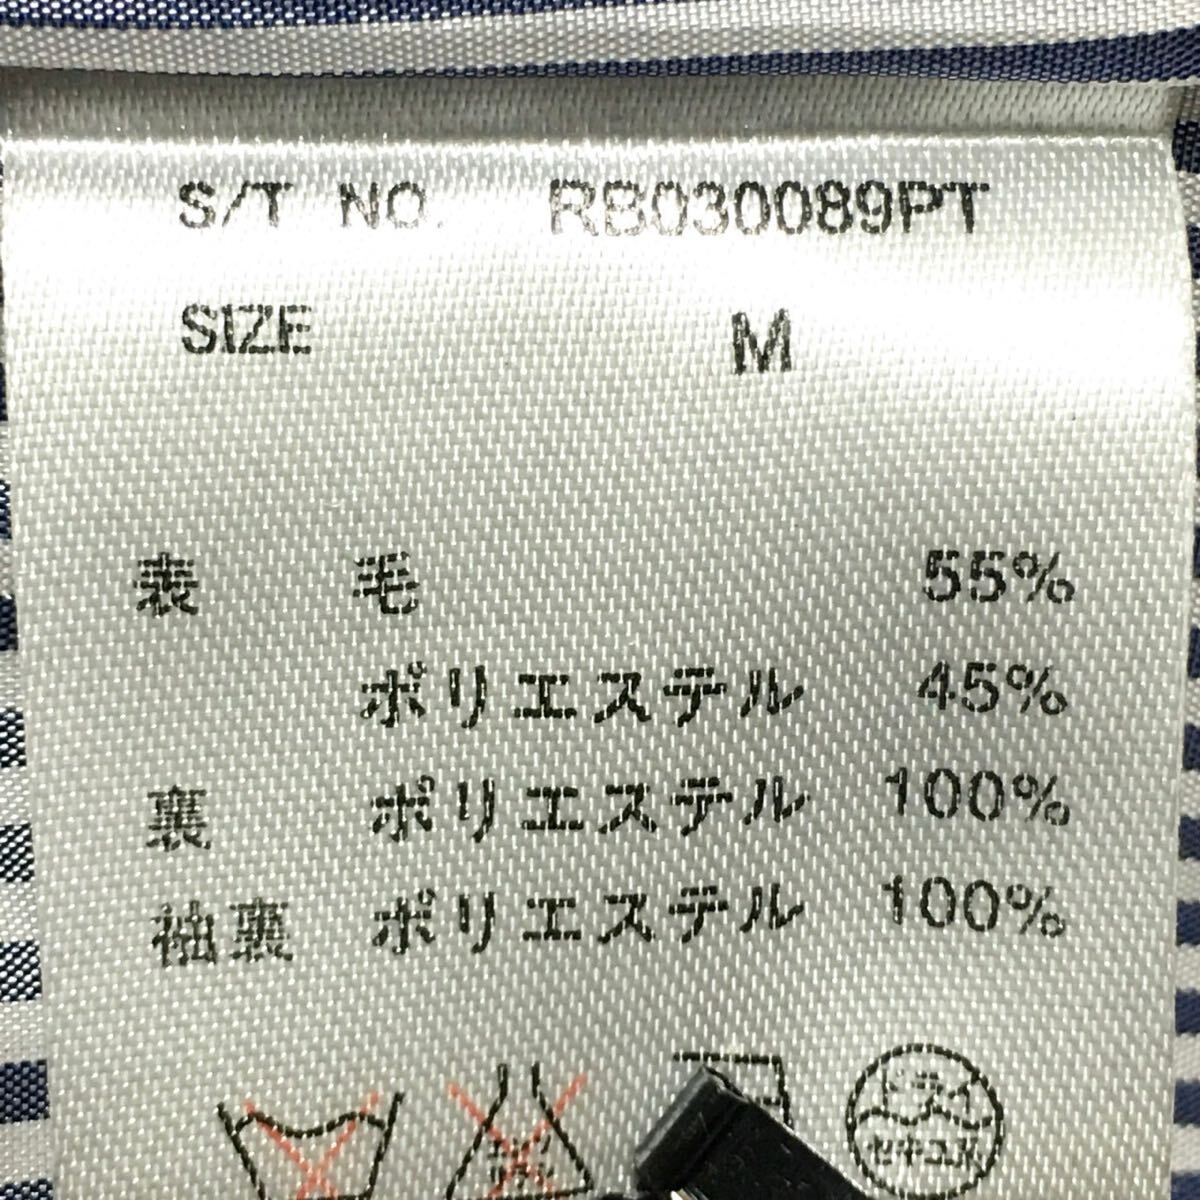 S/T NO. RB030089PT
SIZE M
表 毛 55%
ポリエステル 45%
裏 ポリエステル 100%
袖裏 ポリエステル 100%
ドライ
セキユ系